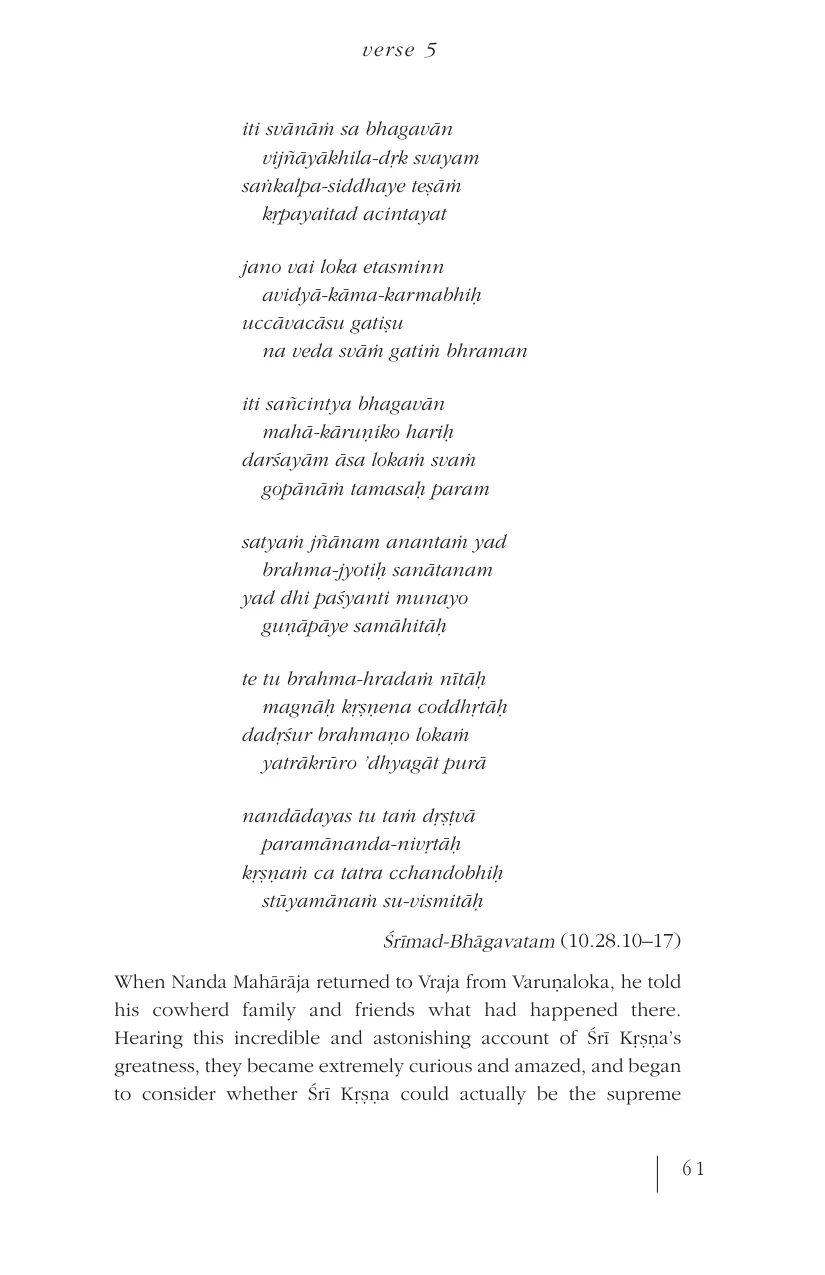 verse 5
iti svānāṁ sa bhagavān
vijñāyākhila-dṛk svayam
saṅkalpa-siddhaye teṣāṁ
kṛpayaitad acintayat
jano vai loka etasminn
avidyā-kāma-karmabhiḥ
uccāvacāsu gatiṣu
na veda svāṁ gatiṁ bhraman
iti sañcintya bhagavān
mahā-kāruṇiko hariḥ
darśayām āsa lokaṁ svaṁ
gopānāṁ tamasaḥ param
satyaṁ jñānam anantaṁ yad
brahma-jyotiḥ sanātanam
yad dhi paśyanti munayo
guṇāpāye samāhitāḥ
te tu brahma-hradaṁ nītāḥ
magnāḥ kṛṣṇena coddhṛtāḥ
dadṛśur brahmaṇo lokaṁ
yatrākrūro ’dhyagāt purā
nandādayas tu taṁ dṛṣṭvā
paramānanda-nivṛtāḥ
kṛṣṇaṁ ca tatra cchandobhiḥ
stūyamānaṁ su-vismitāḥ
Śrīmad-Bhāgavatam (10.28.10–17)
When Nanda Mahārāja returned to Vraja from Varuṇaloka, he told
his cowherd family and friends what had happened there.
Hearing this incredible and astonishing account of Śrī Kṛṣṇa’s
greatness, they became extremely curious and amazed, and began
to consider whether Śrī Kṛṣṇa could actually be the supreme
61